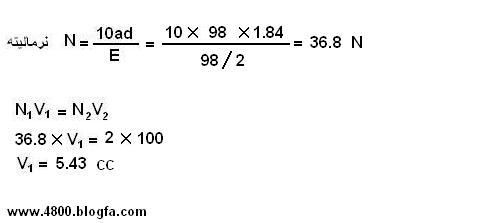 نرمالیته N = 10ad / E = 10 × 98 × 1.84 / 98/2 = 36.8 N
N₁V₁ = N₂V₂
36.8 × V₁ = 2 × 100
V₁ = 5.43 cc
www.4800.blogfa.com